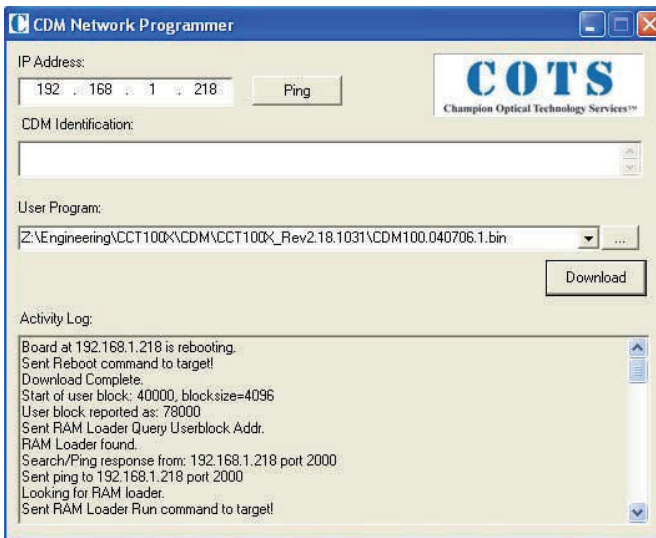 C CDM Network Programmer
IP Address:
192 . 168 . 1 . 218
Ping
COTS
Champion Optical Technology Services™
CDM Identification:
User Program:
Z:\Engineering\CCT100X\CDM\CCT100X_Rev2.18.1031\CDM100.040706.1.bin
...
Download
Activity Log:
Board at 192.168.1.218 is rebooting.
Sent Reboot command to target!
Download Complete.
Start of user block: 40000, blocksize=4096
User block reported as: 78000
Sent RAM Loader Query Userblock Addr.
RAM Loader found.
Search/Ping response from: 192.168.1.218 port 2000
Sent ping to 192.168.1.218 port 2000
Looking for RAM loader.
Sent RAM Loader Run command to target!